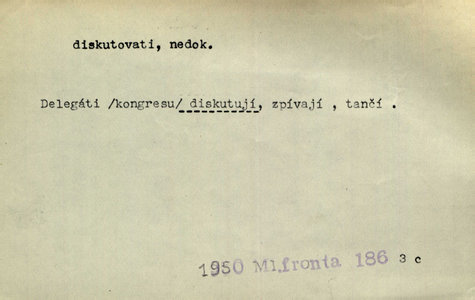 diskutovati, nedok.
Delegáti /kongresu/ diskutují, zpívají , tančí .
1950 Ml.fronta 186 3 c